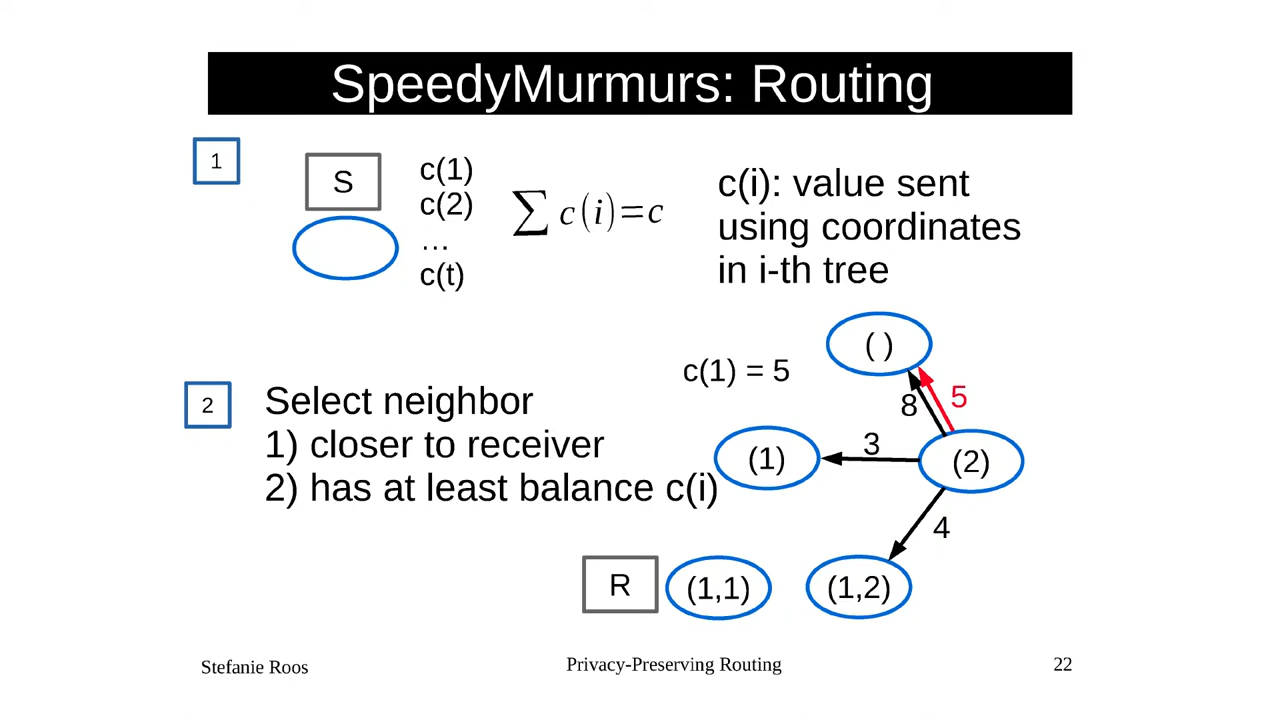 SpeedyMurmurs: Routing
1
S
c(1)
c(2)
…
c(t)
∑ c(i)=c
c(i): value sent
using coordinates
in i-th tree
2
Select neighbor
1) closer to receiver
2) has at least balance c(i)
c(1) = 5
( )
8
5
(1)
3
(2)
4
R
(1,1)
(1,2)
Stefanie Roos
Privacy-Preserving Routing
22